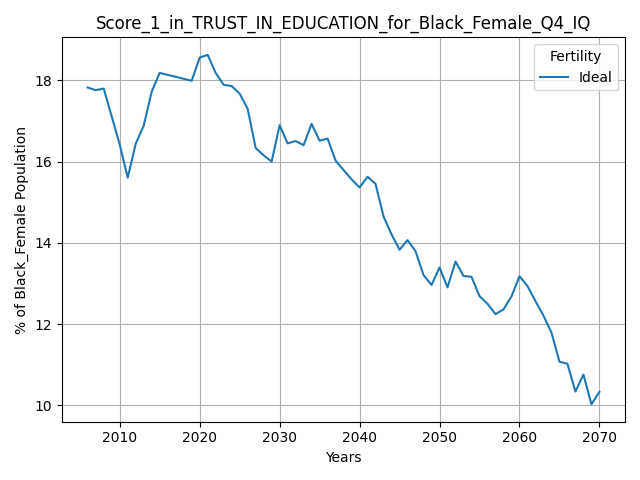 Score_1_in_TRUST_IN_EDUCATION_for_Black_Female_Q4_IQ
Fertility
Ideal
% of Black_Female Population
18
16
14
12
10
2010 2020 2030 2040 2050 2060 2070
Years